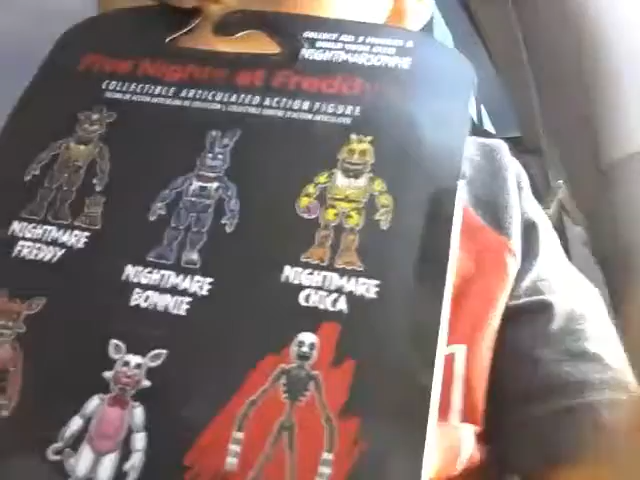 COLLECT ALL 5 FIGURES &
BUILD YOUR OWN
NIGHTMARIONNE
Five Nights at Freddy's
COLLECTIBLE ARTICULATED ACTION FIGURE
NIGHTMARE
FREDDY
NIGHTMARE
BONNIE
NIGHTMARE
CHICA